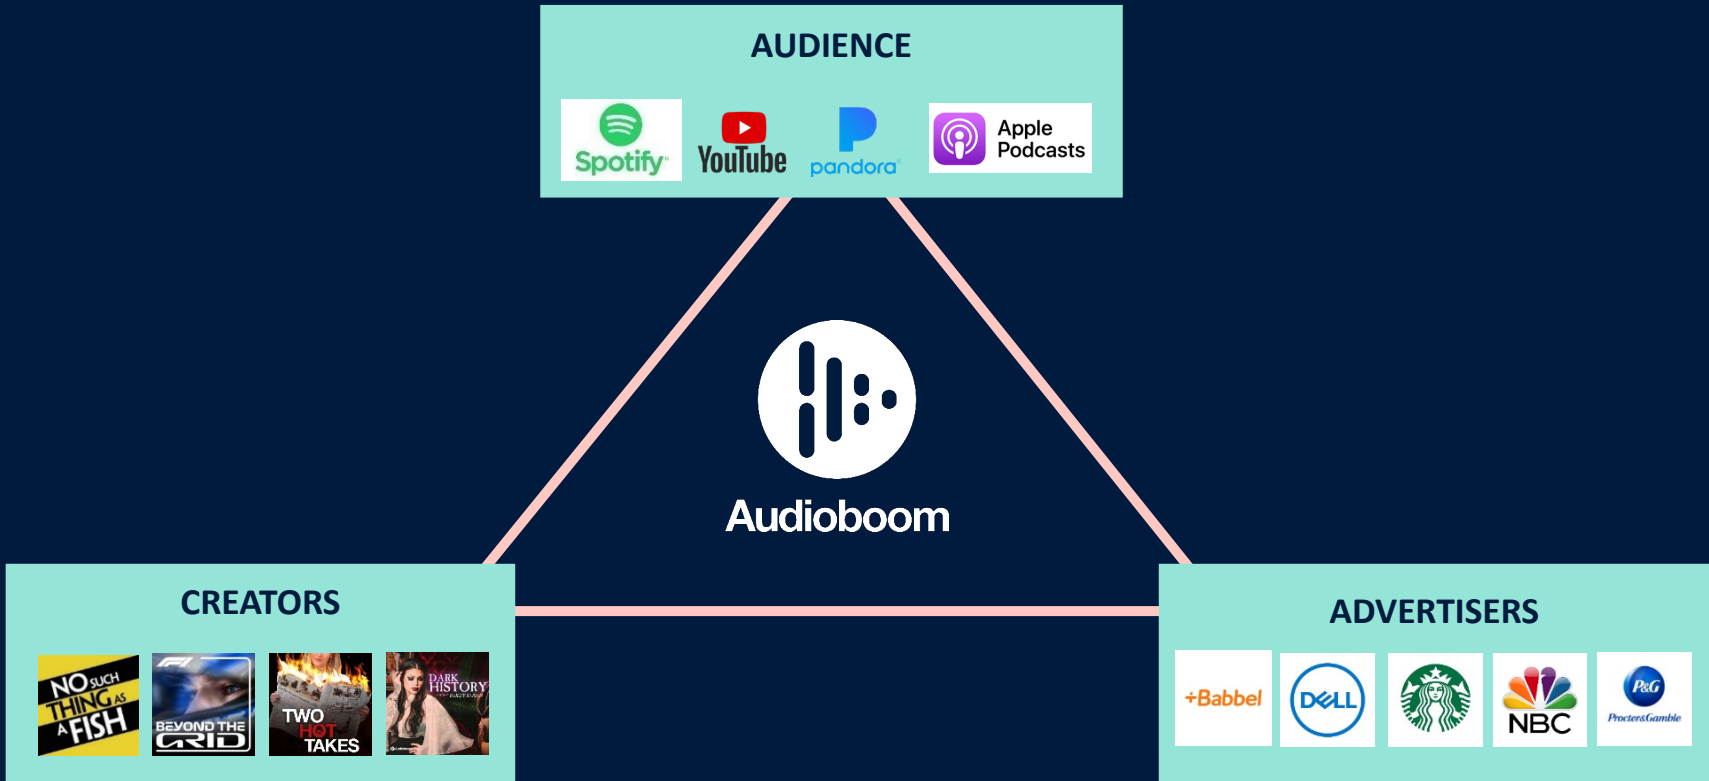 AUDIENCE
Spotify
YouTube
pandora
Apple
Podcasts
Audioboom
CREATORS
NO SUCH
THING AS
A FISH
F1
BEYOND THE
GRID
TWO
HOT
TAKES
DARK
HISTORY
ADVERTISERS
+Babbel
DELL
NBC
P&G
Procter&Gamble